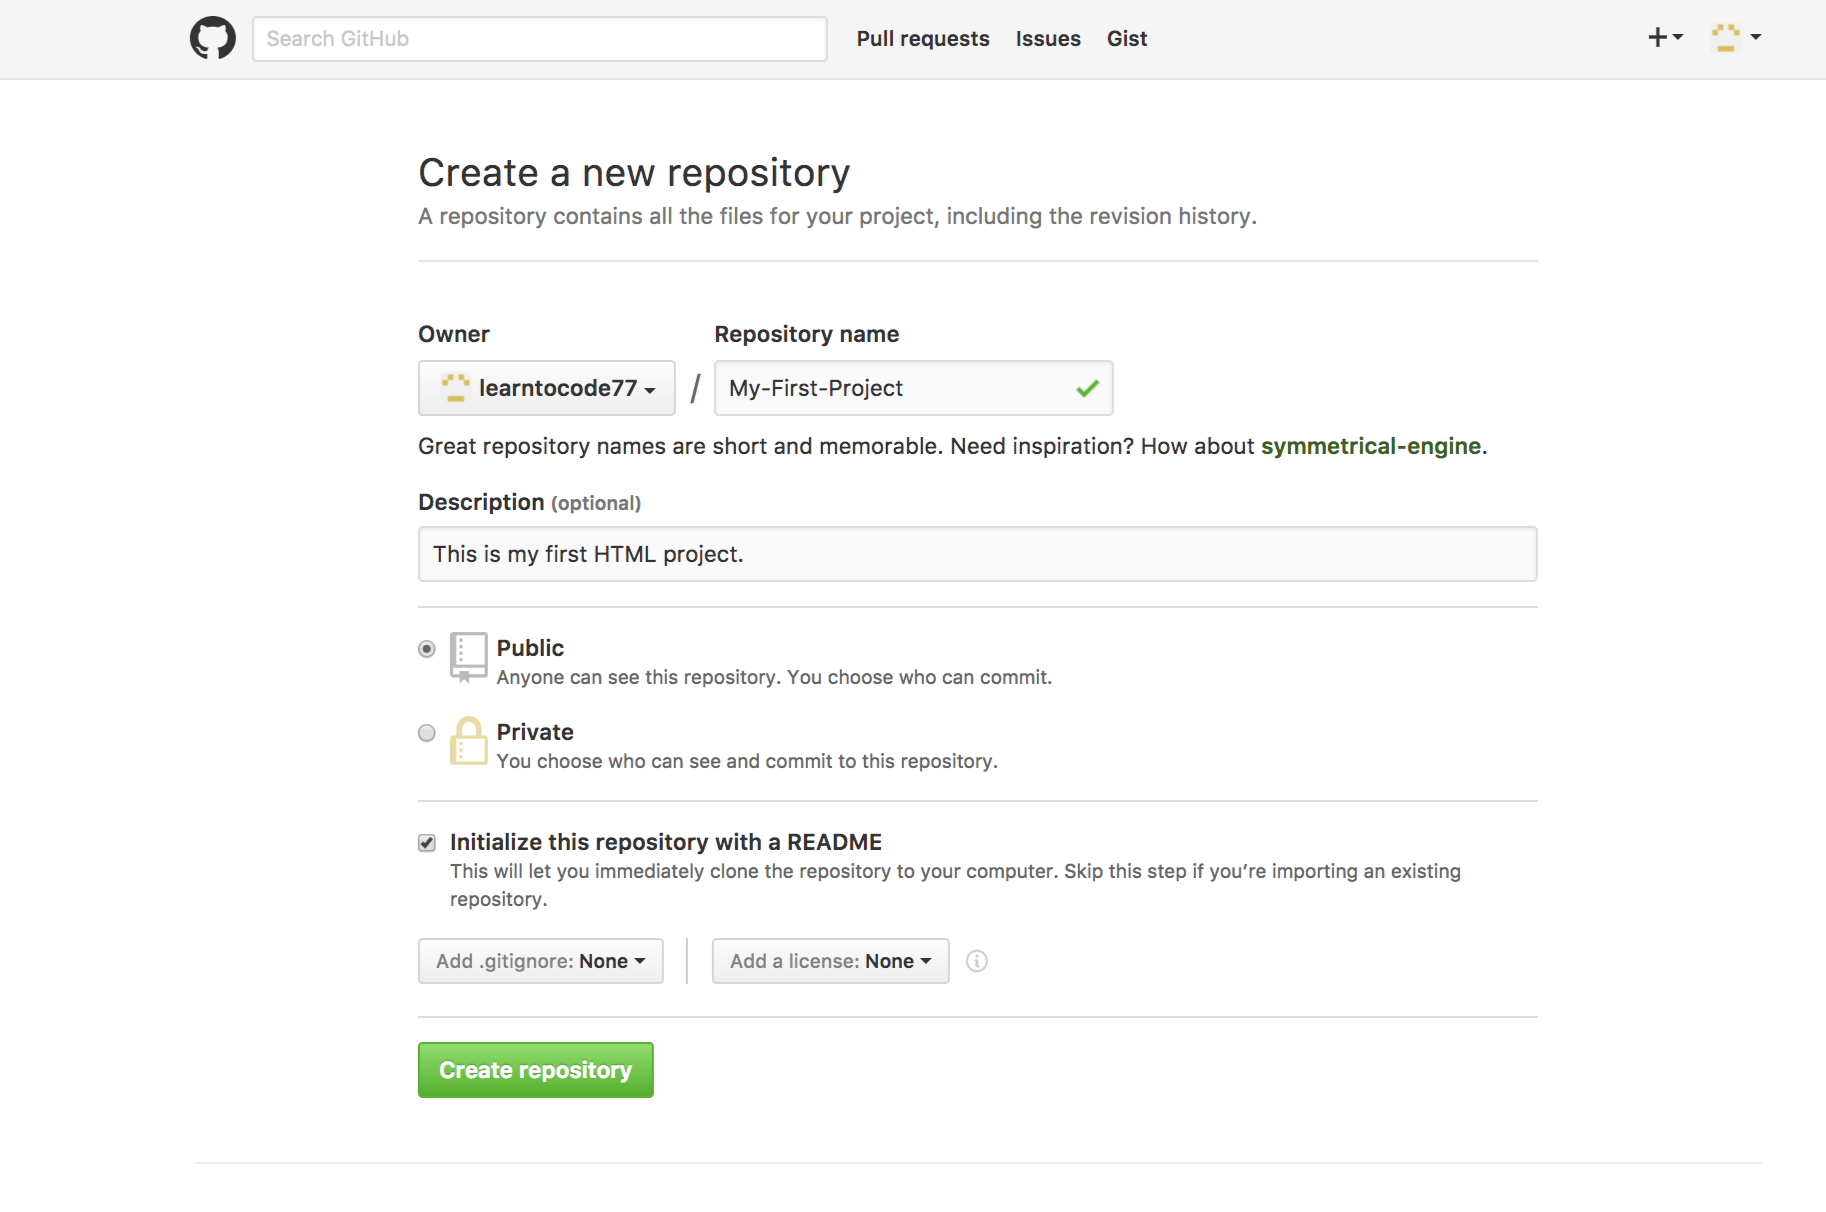 Search GitHub Pull requests Issues Gist
Create a new repository
A repository contains all the files for your project, including the revision history.
Owner Repository name
learntocode77 / My-First-Project
Great repository names are short and memorable. Need inspiration? How about symmetrical-engine.
Description (optional)
This is my first HTML project.
Public
Anyone can see this repository. You choose who can commit.
Private
You choose who can see and commit to this repository.
Initialize this repository with a README
This will let you immediately clone the repository to your computer. Skip this step if you’re importing an existing
repository.
Add .gitignore: None Add a license: None
Create repository